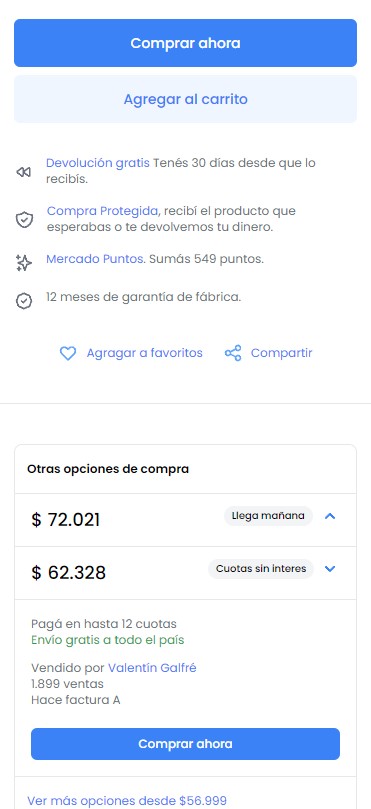 Comprar ahora
Agregar al carrito
Devolución gratis Tenés 30 días desde que lo
recibís.
Compra Protegida, recibí el producto que
esperabas o te devolvemos tu dinero.
Mercado Puntos. Sumás 549 puntos.
12 meses de garantía de fábrica.
Agragar a favoritos Compartir
Otras opciones de compra
$ 72.021 Llega mañana
$ 62.328 Cuotas sin interes
Pagá en hasta 12 cuotas
Envío gratis a todo el país
Vendido por Valentín Galfré
1.899 ventas
Hace factura A
Comprar ahora
Ver más opciones desde $56.999